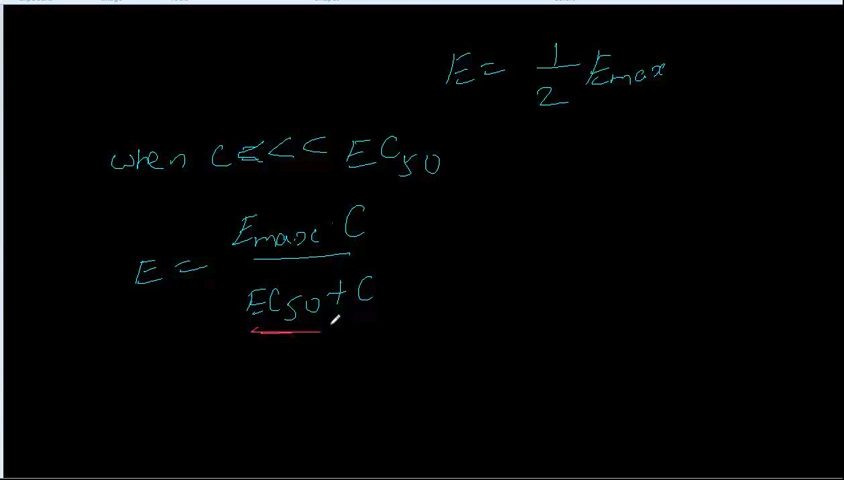 E = 1/2 Emax
when C <<< EC50
E = Emax C / EC50 + C